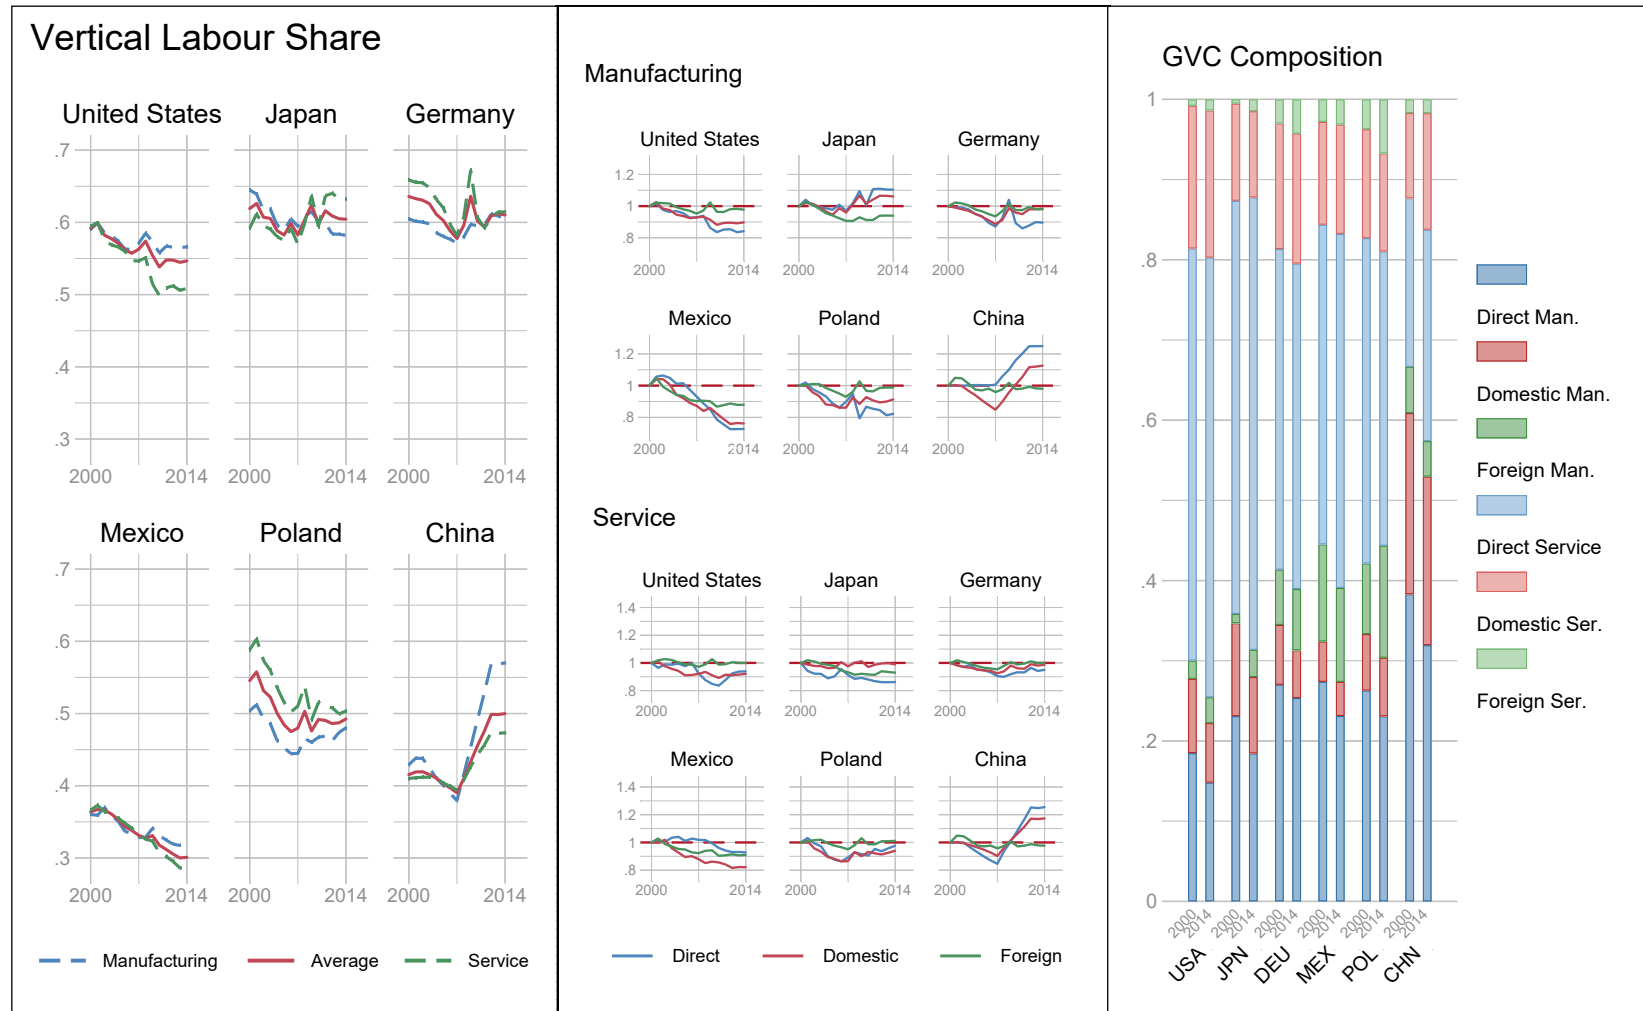 Vertical Labour Share
United States Japan Germany
.7
.6
.5
.4
.3
2000 2014 2000 2014 2000 2014
Mexico Poland China
.7
.6
.5
.4
.3
2000 2014 2000 2014 2000 2014
Manufacturing Average Service
Manufacturing
United States Japan Germany
1.2
1
.8
2000 2014 2000 2014 2000 2014
Mexico Poland China
1.2
1
.8
2000 2014 2000 2014 2000 2014
Service
United States Japan Germany
1.4
1.2
1
.8
2000 2014 2000 2014 2000 2014
Mexico Poland China
1.4
1.2
1
.8
2000 2014 2000 2014 2000 2014
Direct Domestic Foreign
GVC Composition
1
.8
.6
.4
.2
0
2000 2014 2000 2014 2000 2014 2000 2014 2000 2014 2000 2014
USA JPN DEU MEX POL CHN
Direct Man.
Domestic Man.
Foreign Man.
Direct Service
Domestic Ser.
Foreign Ser.